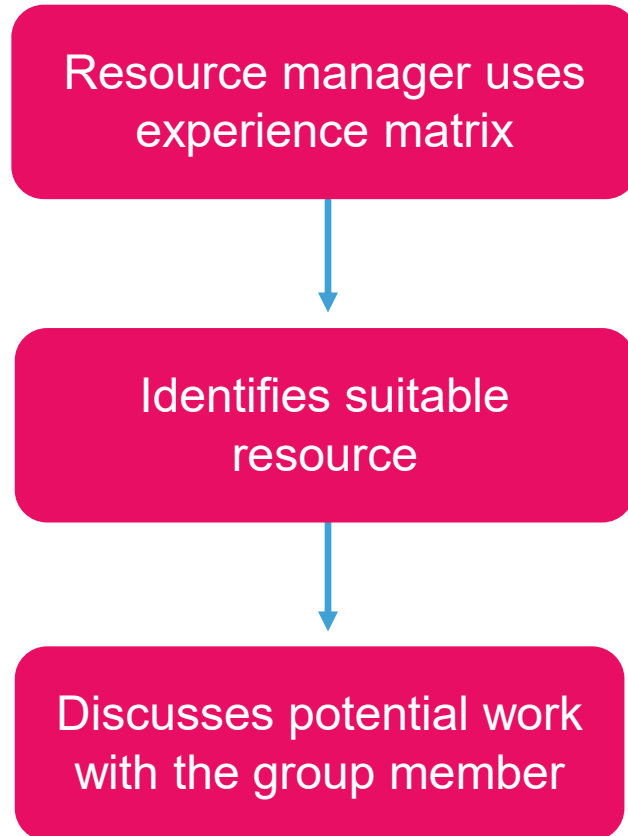 Resource manager uses
experience matrix
Identifies suitable
resource
Discusses potential work
with the group member